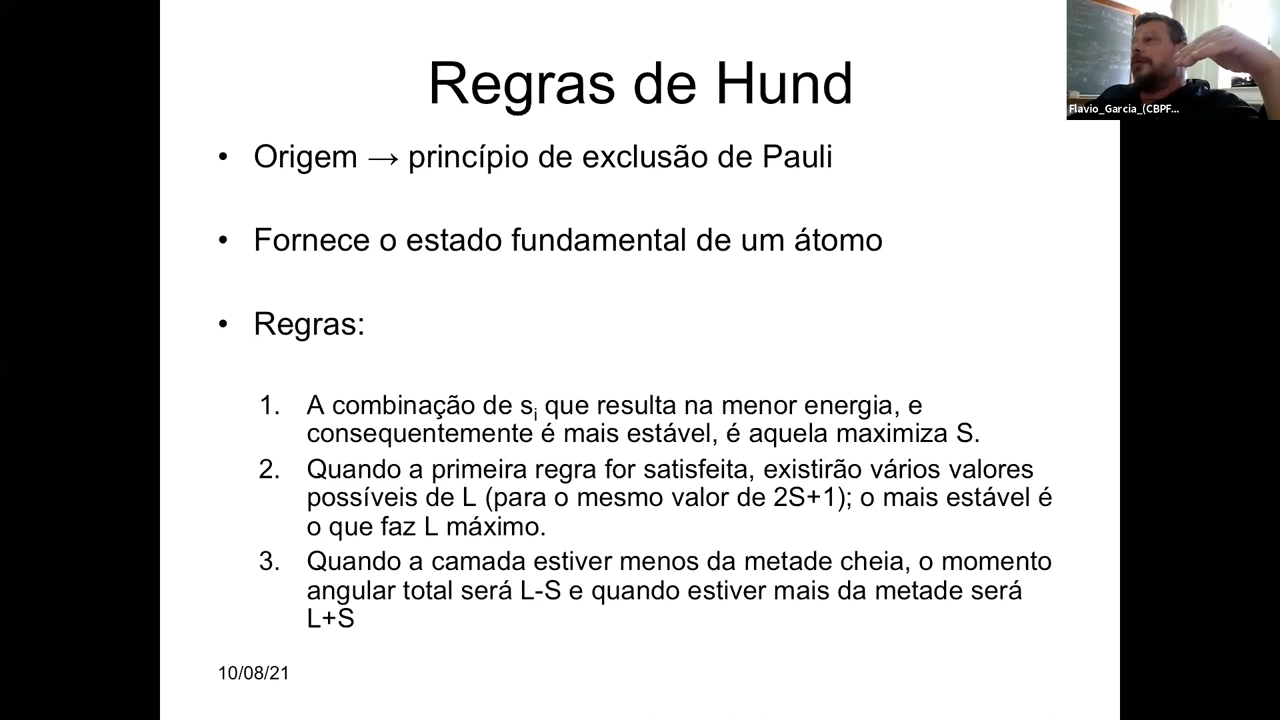 Regras de Hund
Flavio_Garcia_(CBPF...
• Origem → princípio de exclusão de Pauli
• Fornece o estado fundamental de um átomo
• Regras:
1. A combinação de si que resulta na menor energia, e
consequentemente é mais estável, é aquela maximiza S.
2. Quando a primeira regra for satisfeita, existirão vários valores
possíveis de L (para o mesmo valor de 2S+1); o mais estável é
o que faz L máximo.
3. Quando a camada estiver menos da metade cheia, o momento
angular total será L-S e quando estiver mais da metade será
L+S
10/08/21